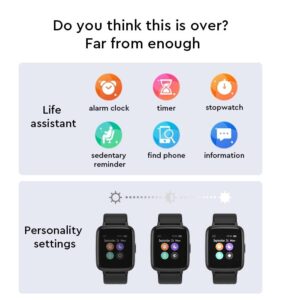 Do you think this is over?
Far from enough
Life
assistant
alarm clock
timer
stopwatch
sedentary
reminder
find phone
information
Personality
settings